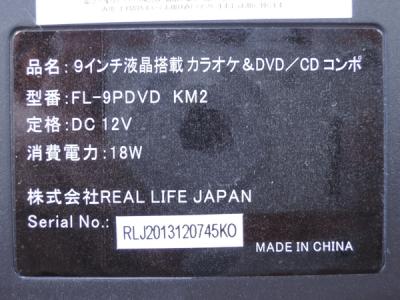 品名：9インチ液晶搭載 カラオケ&DVD／CD コンポ
型番：FL-9PDVD KM2
定格：DC 12V
消費電力：18W
株式会社REAL LIFE JAPAN
Serial No.: RLJ2013120745KO
MADE IN CHINA